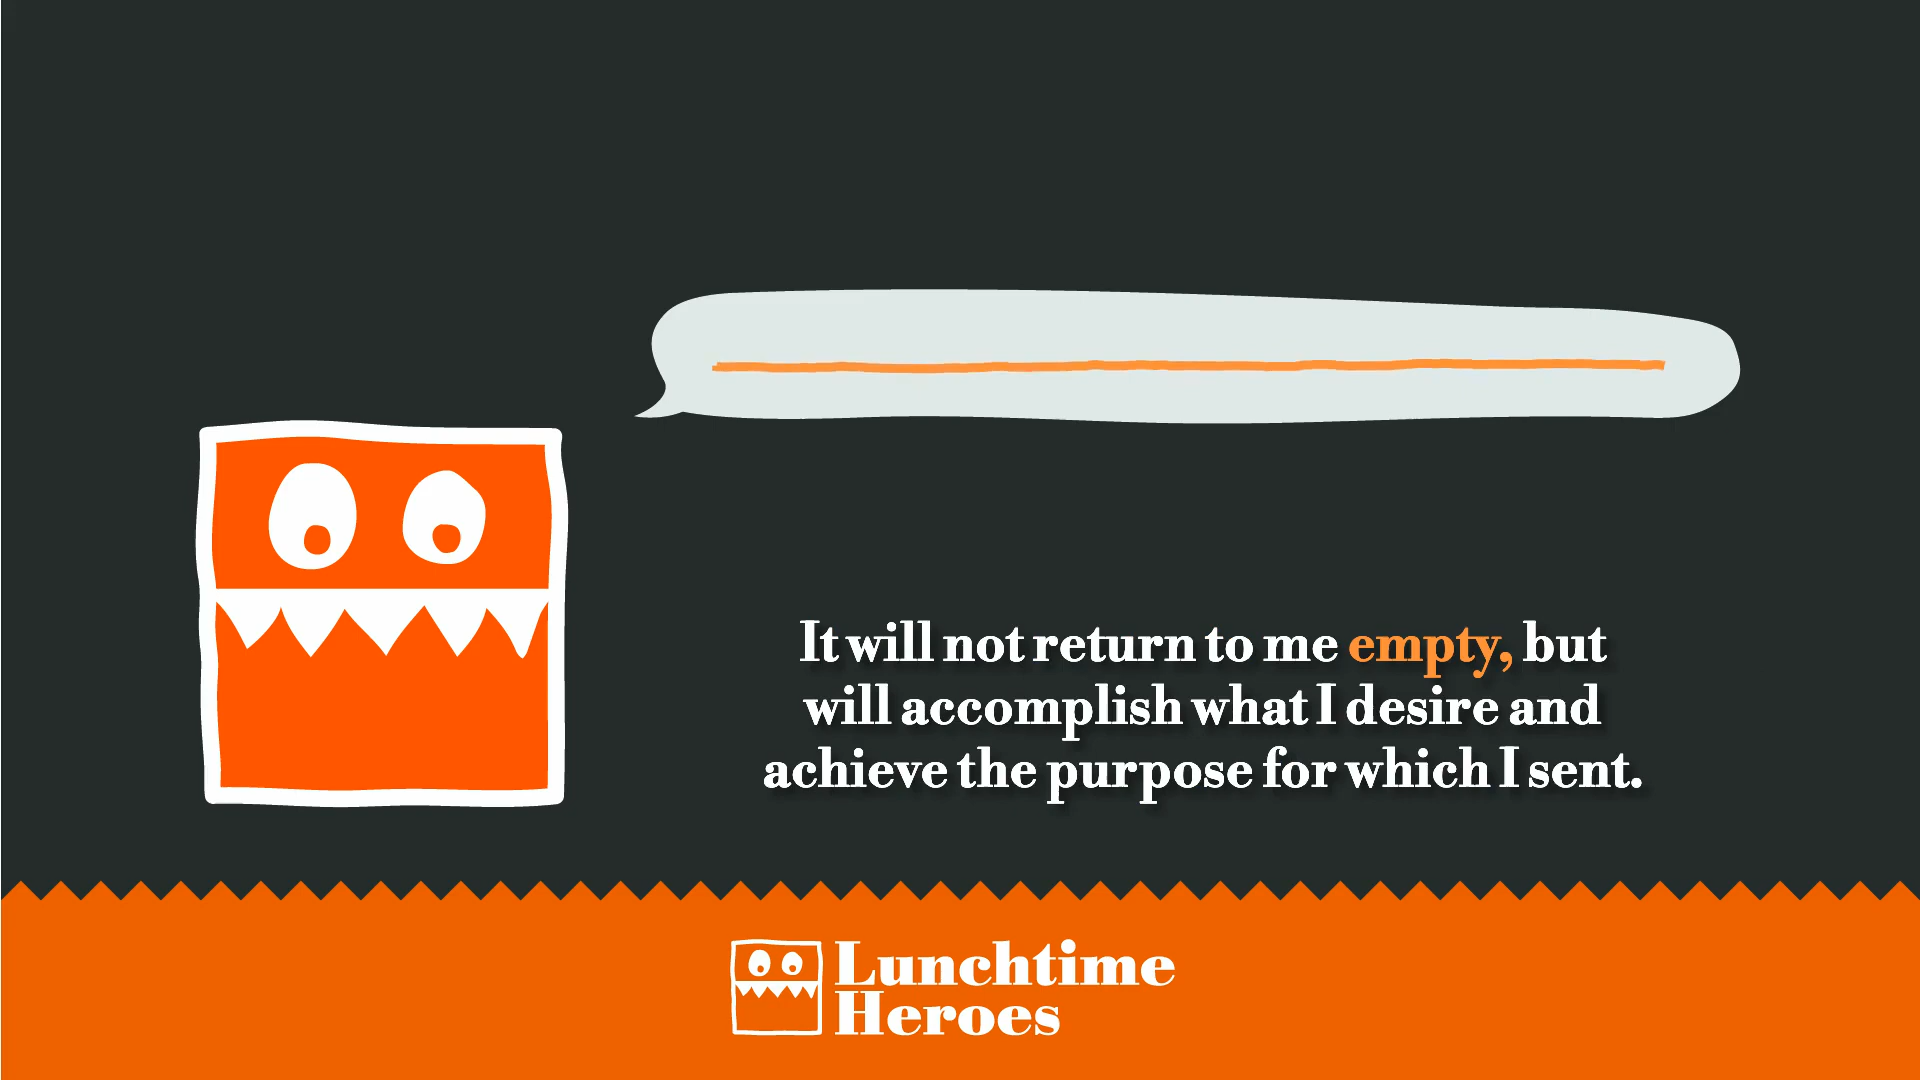 It will not return to me empty, but
will accomplish what I desire and
achieve the purpose for which I sent.
Lunchtime
Heroes